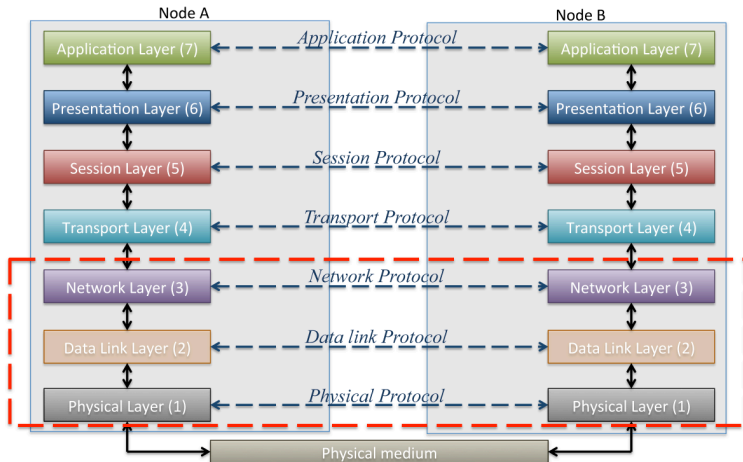 Node A
Node B
Application Layer (7)
Application Protocol
Application Layer (7)
Presentation Layer (6)
Presentation Protocol
Presentation Layer (6)
Session Layer (5)
Session Protocol
Session Layer (5)
Transport Layer (4)
Transport Protocol
Transport Layer (4)
Network Layer (3)
Network Protocol
Network Layer (3)
Data Link Layer (2)
Data link Protocol
Data Link Layer (2)
Physical Layer (1)
Physical Protocol
Physical Layer (1)
Physical medium